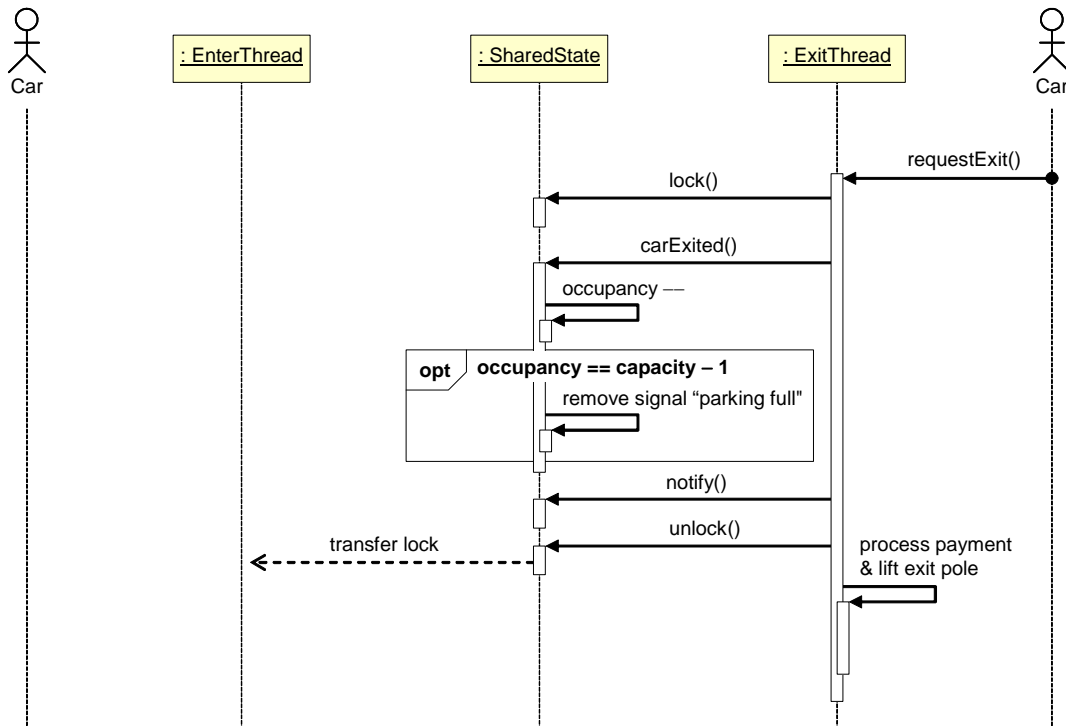 : EnterThread
: SharedState
: ExitThread
Car
Car
requestExit()
lock()
carExited()
occupancy −−
opt
occupancy == capacity – 1
remove signal “parking full"
notify()
unlock()
transfer lock
process payment
& lift exit pole